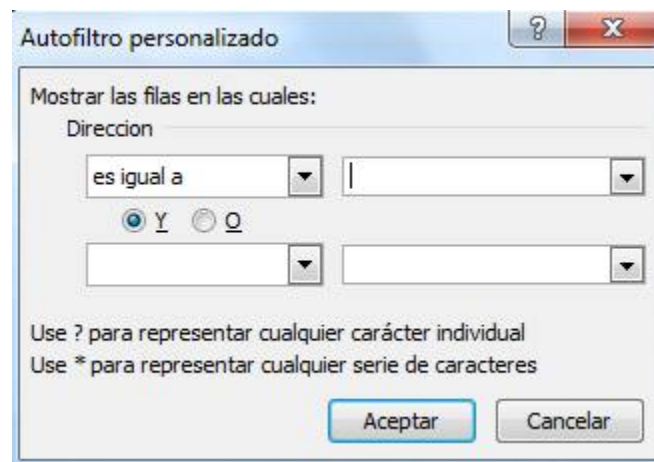 Autofiltro personalizado
Mostrar las filas en las cuales:
Direccion
es igual a
Y O
Use ? para representar cualquier carácter individual
Use * para representar cualquier serie de caracteres
Aceptar Cancelar